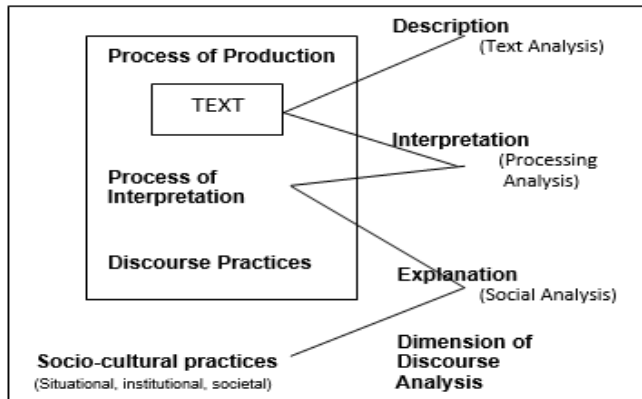 Process of Production
TEXT
Process of
Interpretation
Discourse Practices
Socio-cultural practices
(Situational, institutional, societal)
Description
(Text Analysis)
Interpretation
(Processing
Analysis)
Explanation
(Social Analysis)
Dimension of
Discourse
Analysis